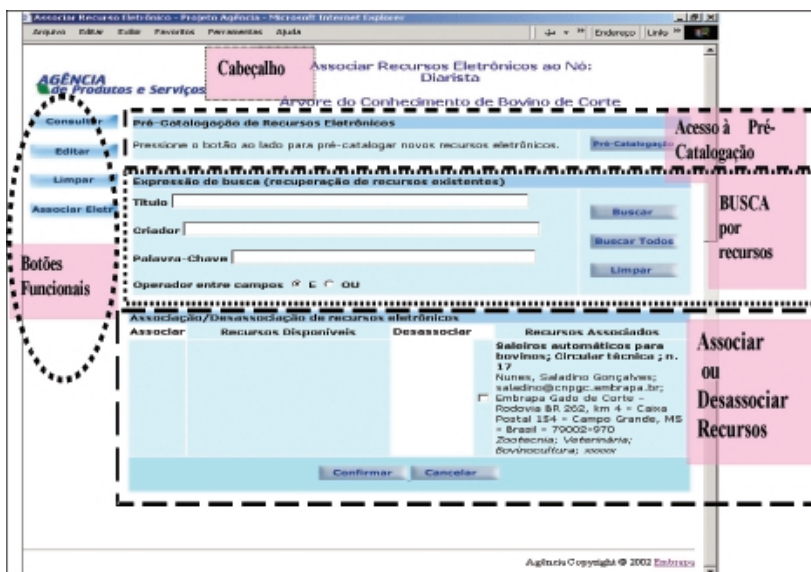 Associar Recurso Eletrônico - Projeto Agência - Microsoft Internet Explorer
Arquivo Editar Exibir Favoritos Ferramentas Ajuda
Endereço Links
AGÊNCIA
de Produtos e Serviços
Cabeçalho
Associar Recursos Eletrônicos ao Nó:
Diarista
Árvore do Conhecimento de Bovino de Corte
Consultar
Editar
Limpar
Associar Eletr
Botões
Funcionais
Pré-Catalogação de Recursos Eletrônicos
Pressione o botão ao lado para pré-catalogar novos recursos eletrônicos.
Pré-Catalogação
Acesso à Pré-
Catalogação
Expressão de busca (recuperação de recursos existentes)
Título
Criador
Palavra-Chave
Operador entre campos E OU
Buscar
Buscar Todos
Limpar
BUSCA
por
recursos
Associação/Desassociação de recursos eletrônicos
Associar Recursos Disponíveis Desassociar Recursos Associados
Saleiros automáticos para
bovinos; Circular técnica ; n.
17
Nunes, Saladino Gonçalves;
saladino@cnpgc.embrapa.br;
Embrapa Gado de Corte -
Rodovia BR 262, km 4 - Caixa
Postal 154 - Campo Grande, MS
- Brasil - 79002-970
Zootecnia; Veterinária;
Bovinocultura; xxxxx
Confirmar Cancelar
Associar
ou
Desassociar
Recursos
Agência Copyright © 2002 Embrapa